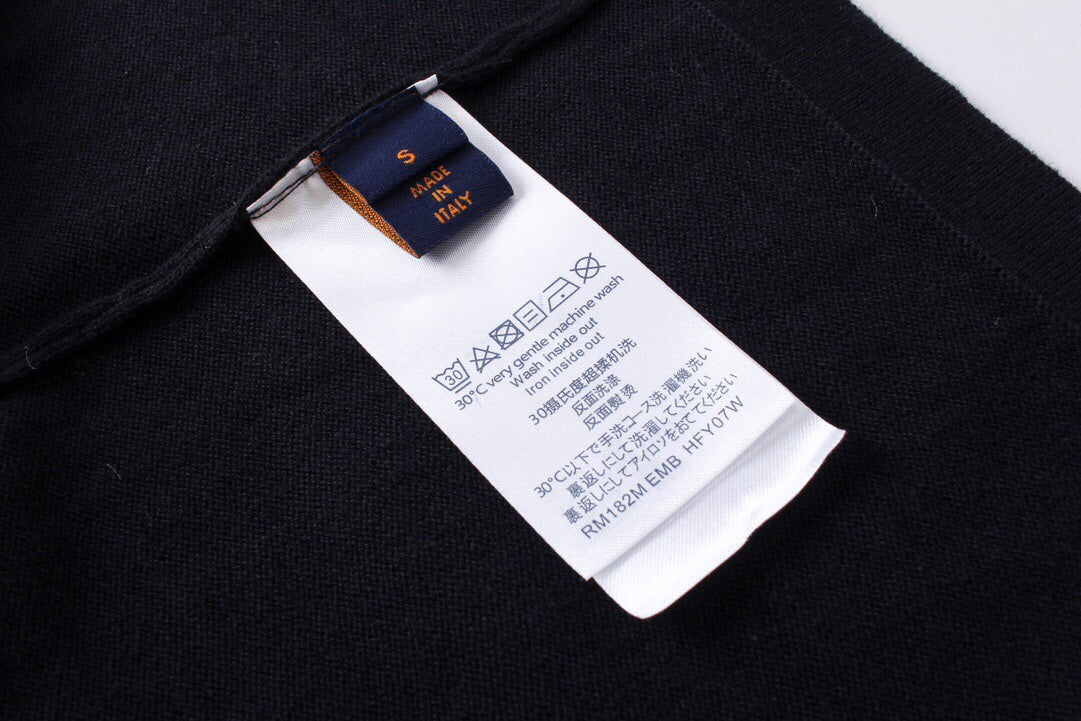 S
MADE
IN
ITALY
30
30°C very gentle machine wash
Wash inside out
Iron inside out
30摄氏度超揉机洗
反面洗涤
反面熨烫
30°C以下で手洗コース洗濯機洗い
裏返しにして洗濯してください
裏返しにしてアイロンをおてください
RM182M EMB HFY07W